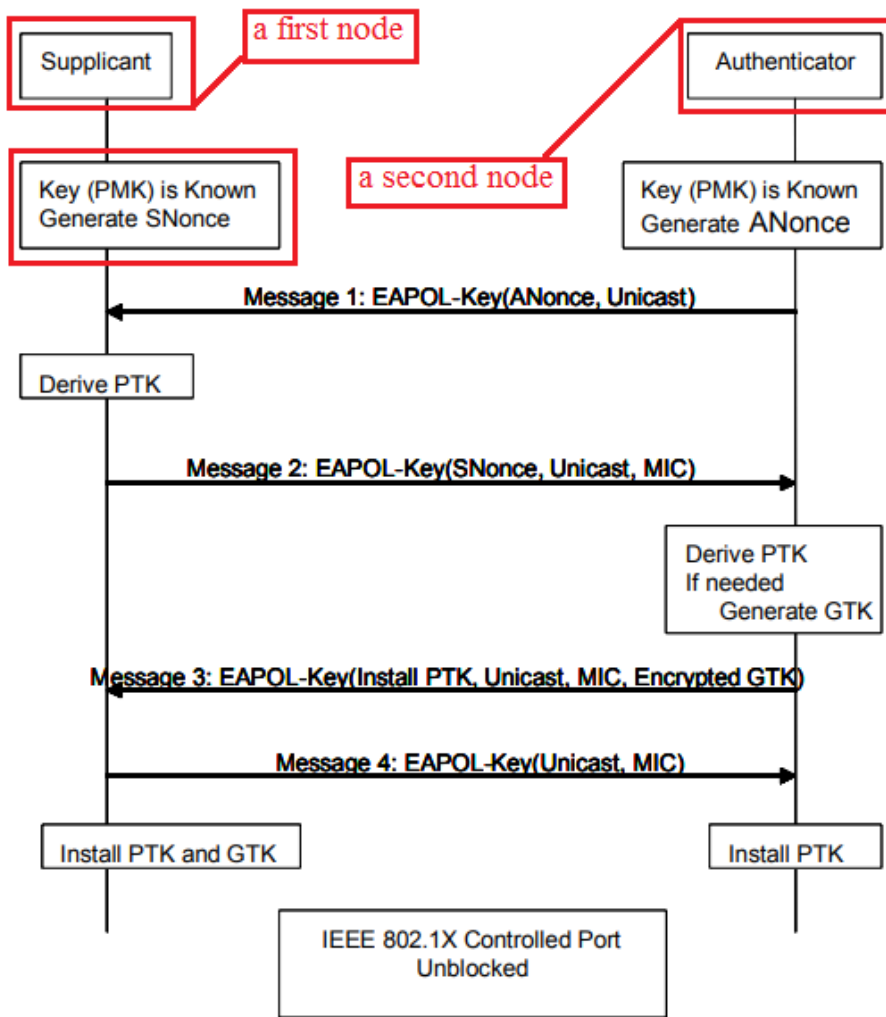 a first node
Supplicant
Authenticator
a second node
Key (PMK) is Known
Generate SNonce
Key (PMK) is Known
Generate ANonce
Message 1: EAPOL-Key(ANonce, Unicast)
Derive PTK
Message 2: EAPOL-Key(SNonce, Unicast, MIC)
Derive PTK
If needed
Generate GTK
Message 3: EAPOL-Key(Install PTK, Unicast, MIC, Encrypted GTK)
Message 4: EAPOL-Key(Unicast, MIC)
Install PTK and GTK
Install PTK
IEEE 802.1X Controlled Port
Unblocked